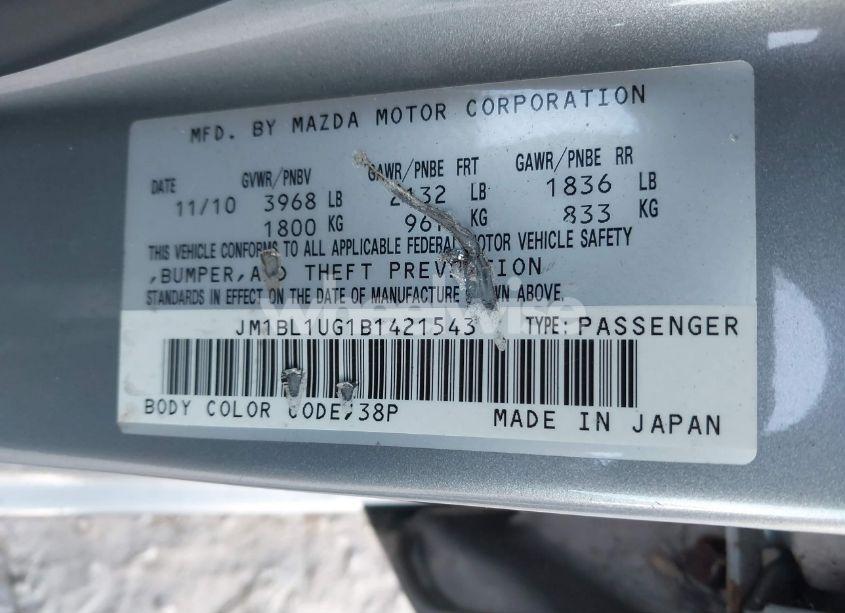 MFD. BY MAZDA MOTOR CORPORATION
DATE GVWR/PNBV GAWR/PNBE FRT GAWR/PNBE RR
11/10 3968 LB 2132 LB 1836 LB
1800 KG 967 KG 833 KG
THIS VEHICLE CONFORMS TO ALL APPLICABLE FEDERAL MOTOR VEHICLE SAFETY
,BUMPER,AND THEFT PREVENTION
STANDARDS IN EFFECT ON THE DATE OF MANUFACTURE SHOWN ABOVE.
JM1BL1UG1B1421543 TYPE: PASSENGER
BODY COLOR CODE;38P MADE IN JAPAN